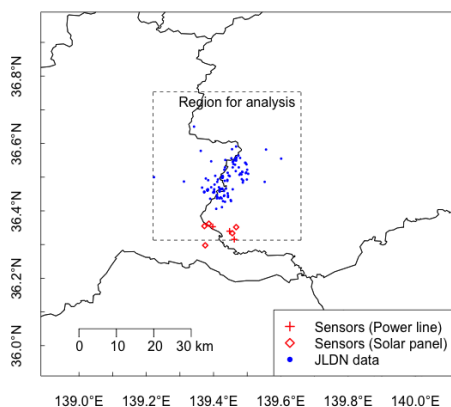 36.8°N
36.6°N
36.4°N
36.2°N
36.0°N
Region for analysis
0 10 20 30 km
Sensors (Power line)
Sensors (Solar panel)
JLDN data
139.0°E 139.2°E 139.4°E 139.6°E 139.8°E 140.0°E